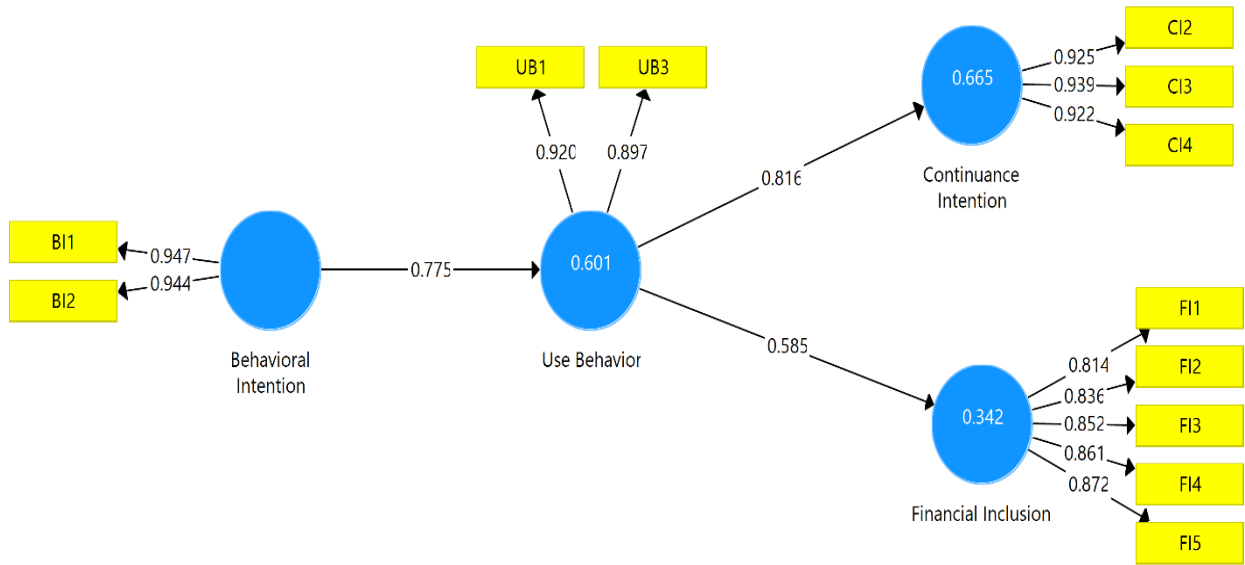 BI1
BI2
0.947
0.944
Behavioral
Intention
0.775
UB1
UB3
0.920
0.897
0.601
Use Behavior
0.816
0.585
0.665
Continuance
Intention
0.925
0.939
0.922
CI2
CI3
CI4
0.342
Financial Inclusion
0.814
0.836
0.852
0.861
0.872
FI1
FI2
FI3
FI4
FI5